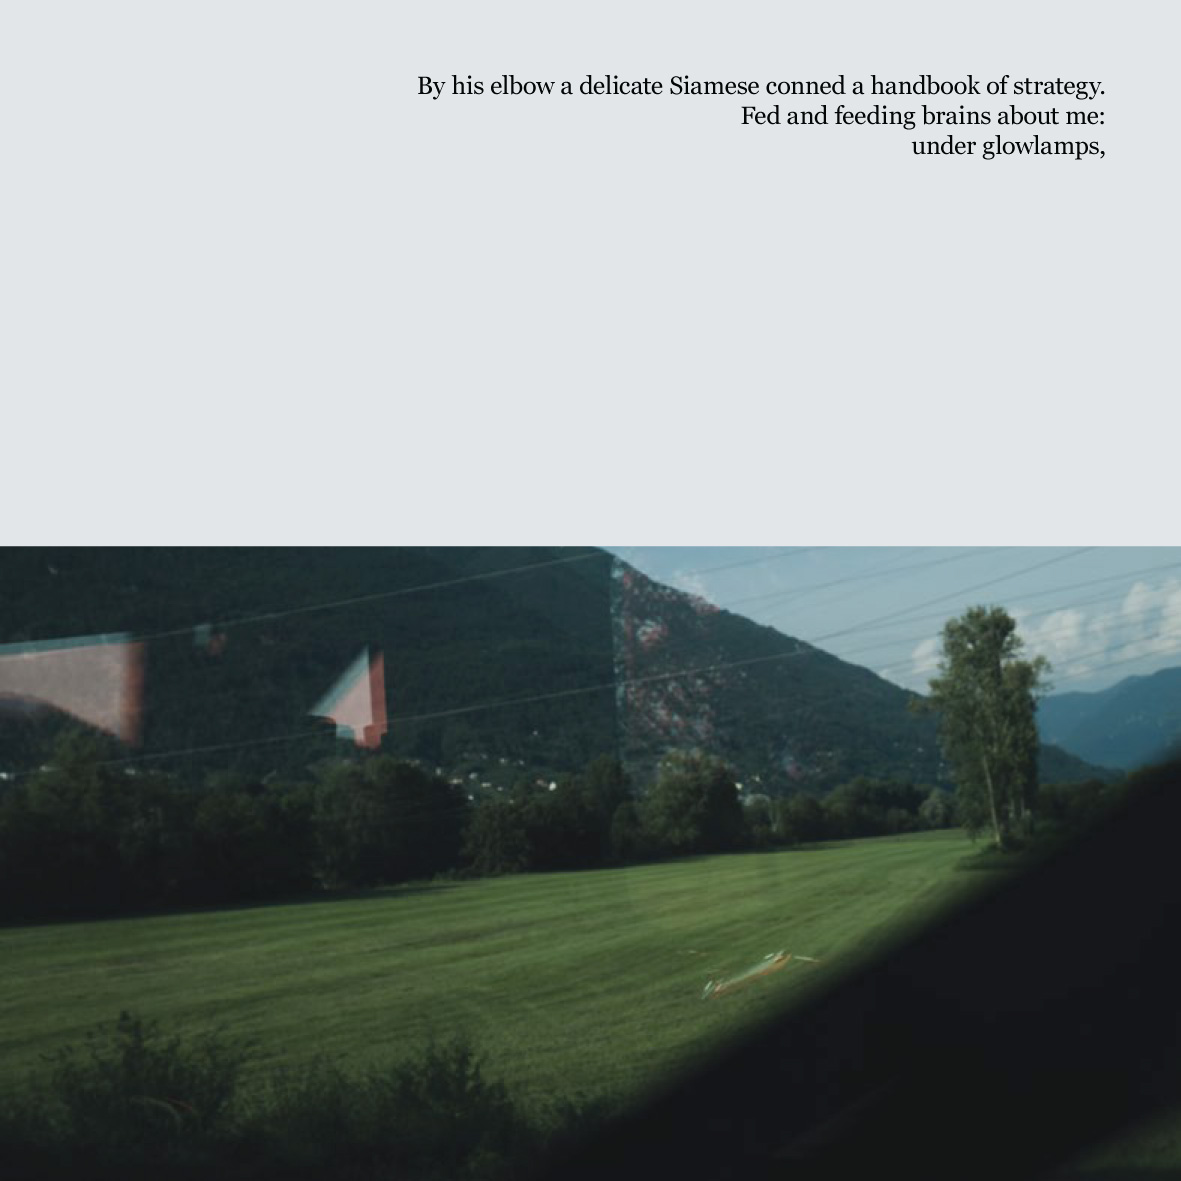 By his elbow a delicate Siamese conned a handbook of strategy.
Fed and feeding brains about me:
under glowlamps,